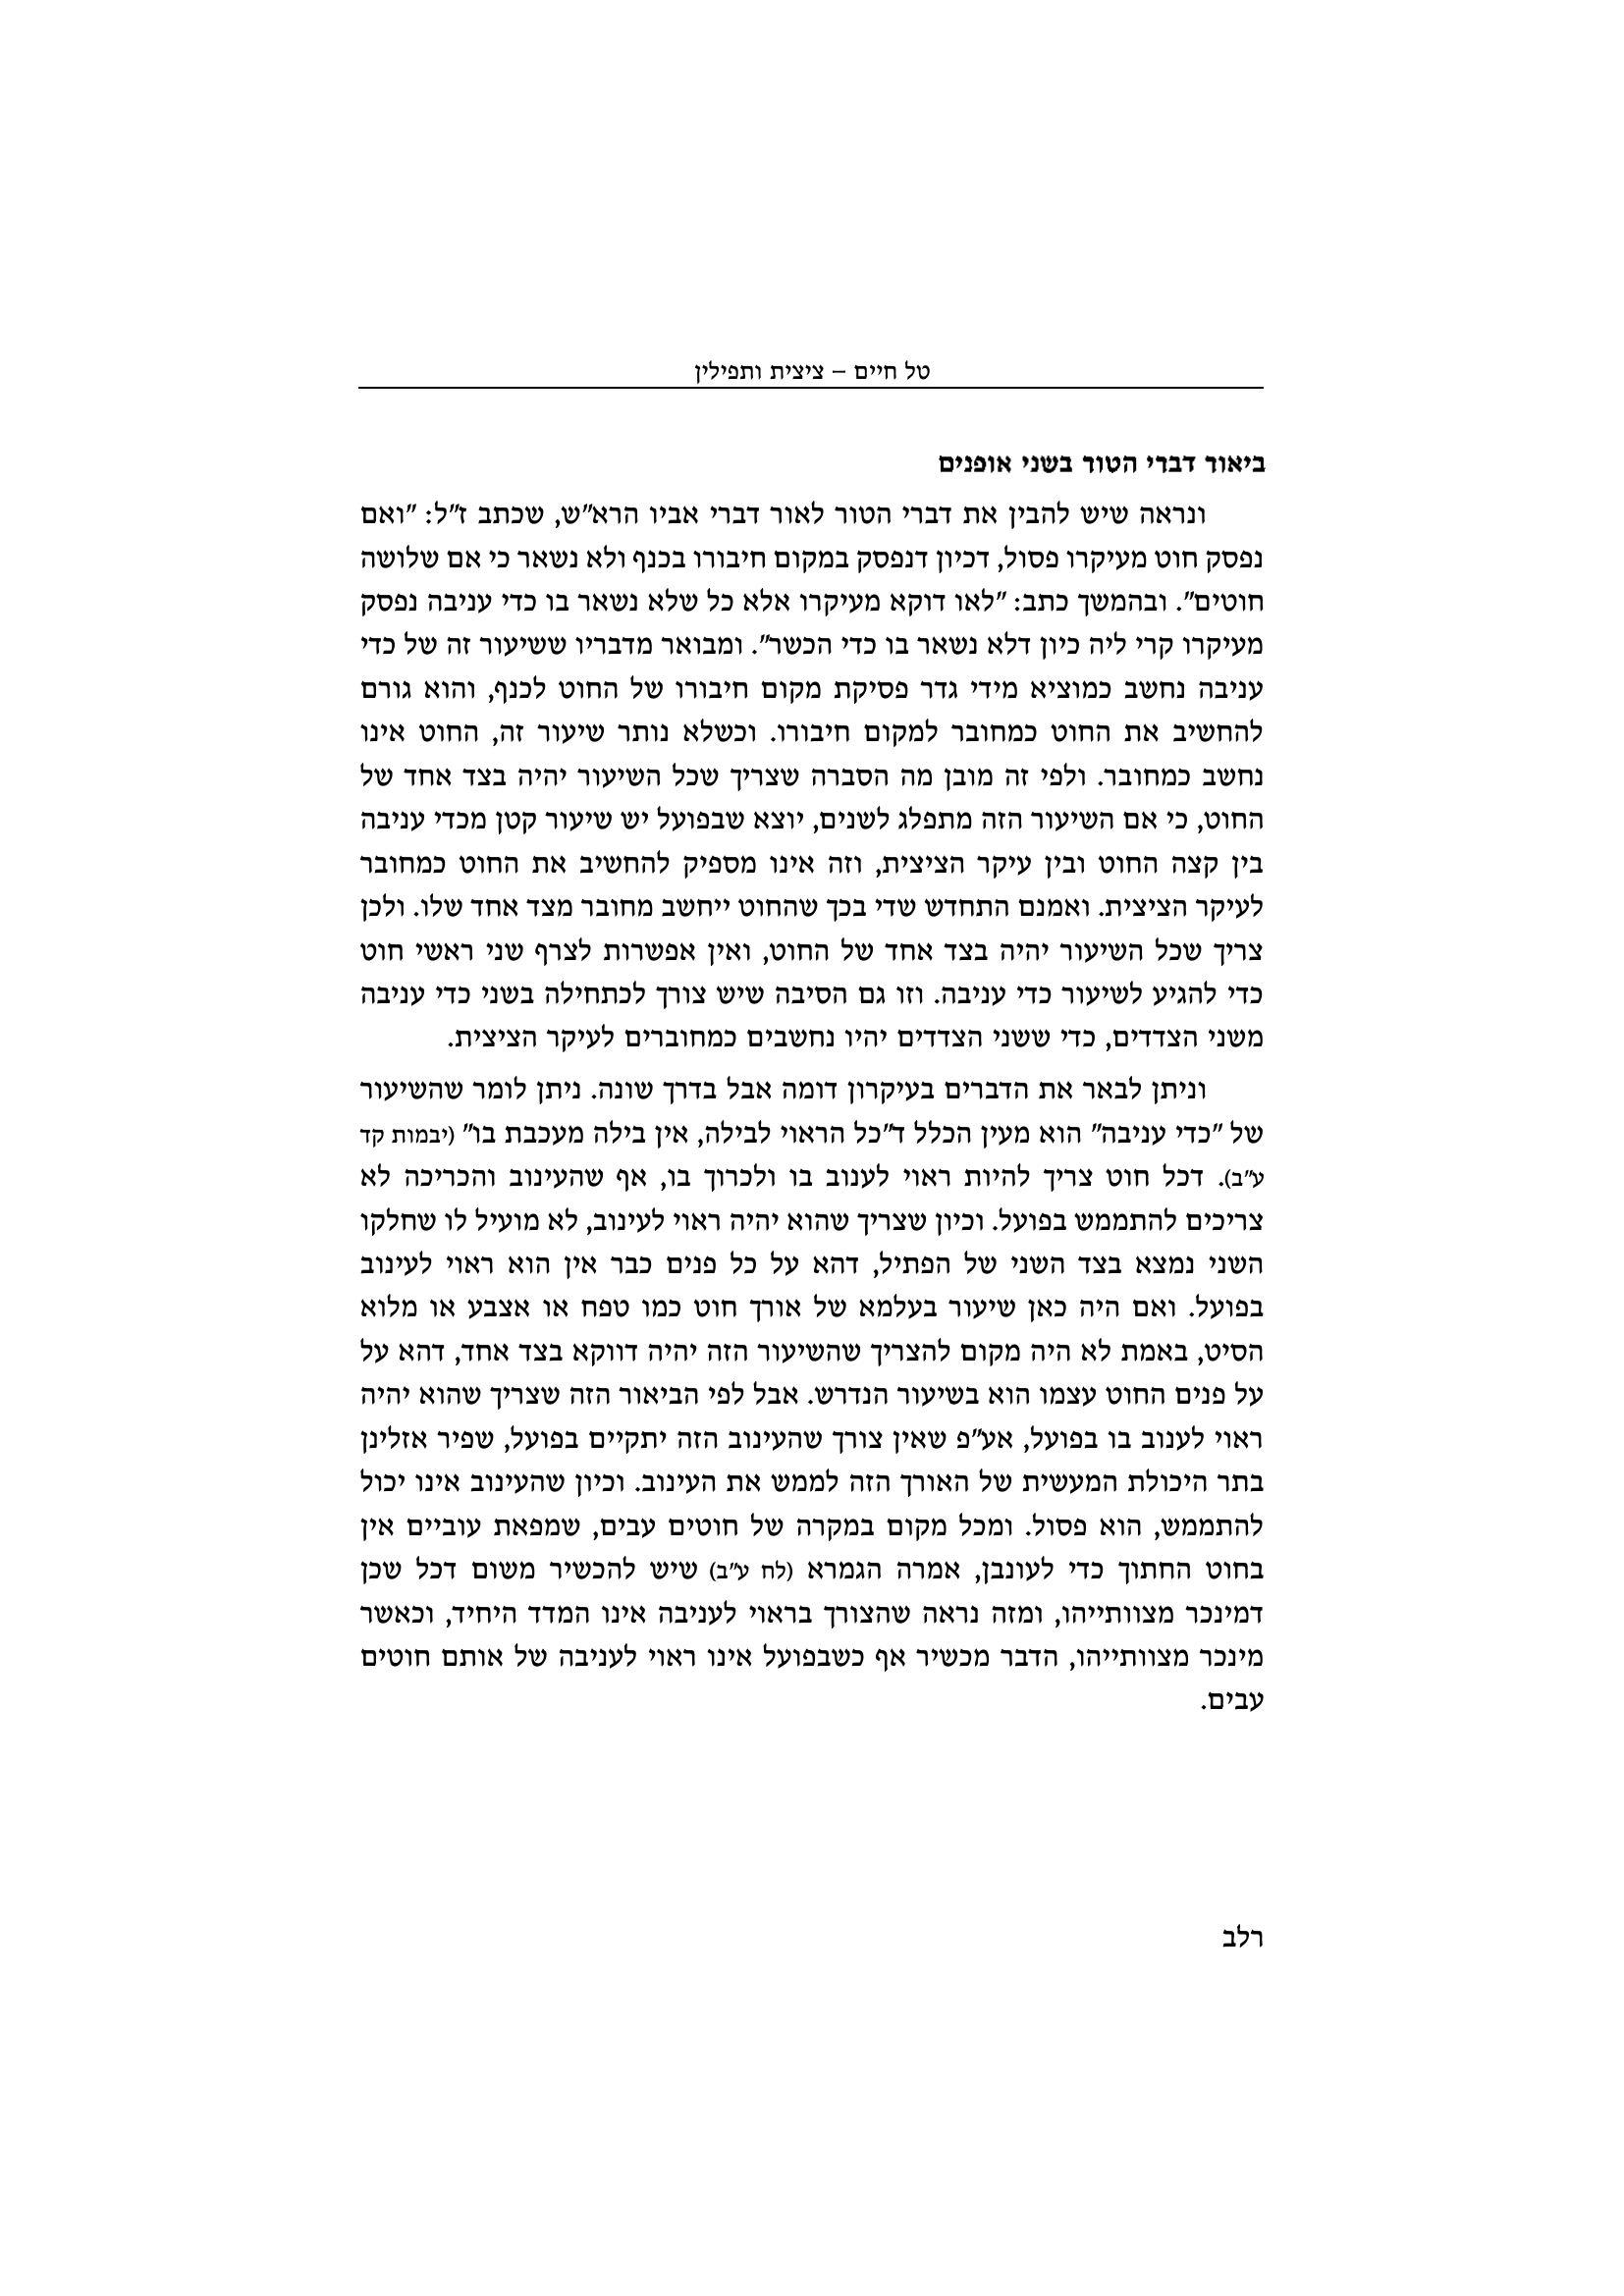 טל חיים – ציצית ותפילין
ביאור דברי הטור בשני אופנים
ונראה שיש להבין את דברי הטור לאור דברי אביו הרא״ש, שכתב ז״ל: ״ואם
נפסק חוט מעיקרו פסול, דכיון דנפסק במקום חיבורו בכנף ולא נשאר כי אם שלושה
חוטים״. ובהמשך כתב: ״לאו דוקא מעיקרו אלא כל שלא נשאר בו כדי עניבה נפסק
מעיקרו קרי ליה כיון דלא נשאר בו כדי הכשר״. ומבואר מדבריו ששיעור זה של כדי
עניבה נחשב כמוציא מידי גדר פסיקת מקום חיבורו של החוט לכנף, והוא גורם
להחשיב את החוט כמחובר למקום חיבורו. וכשלא נותר שיעור זה, החוט אינו
נחשב כמחובר. ולפי זה מובן מה הסברה שצריך שכל השיעור יהיה בצד אחד של
החוט, כי אם השיעור הזה מתפלג לשנים, יוצא שבפועל יש שיעור קטן מכדי עניבה
בין קצה החוט ובין עיקר הציצית, וזה אינו מספיק להחשיב את החוט כמחובר
לעיקר הציצית. ואמנם התחדש שדי בכך שהחוט ייחשב מחובר מצד אחד שלו. ולכן
צריך שכל השיעור יהיה בצד אחד של החוט, ואין אפשרות לצרף שני ראשי חוט
כדי להגיע לשיעור כדי עניבה. וזו גם הסיבה שיש צורך לכתחילה בשני כדי עניבה
משני הצדדים, כדי ששני הצדדים יהיו נחשבים כמחוברים לעיקר הציצית.
וניתן לבאר את הדברים בעיקרון דומה אבל בדרך שונה. ניתן לומר שהשיעור
של ״כדי עניבה״ הוא מעין הכלל ד״כל הראוי לבילה, אין בילה מעכבת בו״ (יבמות קד
ע״ב). דכל חוט צריך להיות ראוי לענוב בו ולכרוך בו, אף שהעינוב והכריכה לא
צריכים להתממש בפועל. וכיון שצריך שהוא יהיה ראוי לעינוב, לא מועיל לו שחלקו
השני נמצא בצד השני של הפתיל, דהא על כל פנים כבר אין הוא ראוי לעינוב
בפועל. ואם היה כאן שיעור בעלמא של אורך חוט כמו טפח או אצבע או מלוא
הסיט, באמת לא היה מקום להצריך שהשיעור הזה יהיה דווקא בצד אחד, דהא על
על פנים החוט עצמו הוא בשיעור הנדרש. אבל לפי הביאור הזה שצריך שהוא יהיה
ראוי לענוב בו בפועל, אע״פ שאין צורך שהעינוב הזה יתקיים בפועל, שפיר אזלינן
בתר היכולת המעשית של האורך הזה לממש את העינוב. וכיון שהעינוב אינו יכול
להתממש, הוא פסול. ומכל מקום במקרה של חוטים עבים, שמפאת עוביים אין
בחוט החתוך כדי לעונבן, אמרה הגמרא (לח ע״ב) שיש להכשיר משום דכל שכן
דמינכר מצוותייהו, ומזה נראה שהצורך בראוי לעניבה אינו המדד היחיד, וכאשר
מינכר מצוותייהו, הדבר מכשיר אף כשבפועל אינו ראוי לעניבה של אותם חוטים
עבים.
רלב